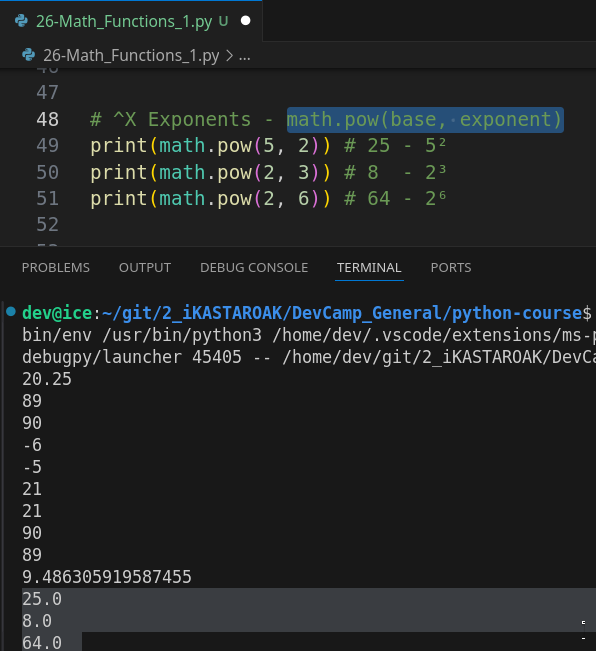 26-Math_Functions_1.py U
26-Math_Functions_1.py > ...
47
48 # ^X Exponents - math.pow(base, exponent)
49 print(math.pow(5, 2)) # 25 - 5²
50 print(math.pow(2, 3)) # 8  - 2³
51 print(math.pow(2, 6)) # 64 - 2⁶
52
PROBLEMS OUTPUT DEBUG CONSOLE TERMINAL PORTS
dev@ice:~/git/2_iKASTAROAK/DevCamp_General/python-course$
bin/env /usr/bin/python3 /home/dev/.vscode/extensions/ms-p
debugpy/launcher 45405 -- /home/dev/git/2_iKASTAROAK/DevCa
20.25
89
90
-6
-5
21
21
90
89
9.486305919587455
25.0
8.0
64.0